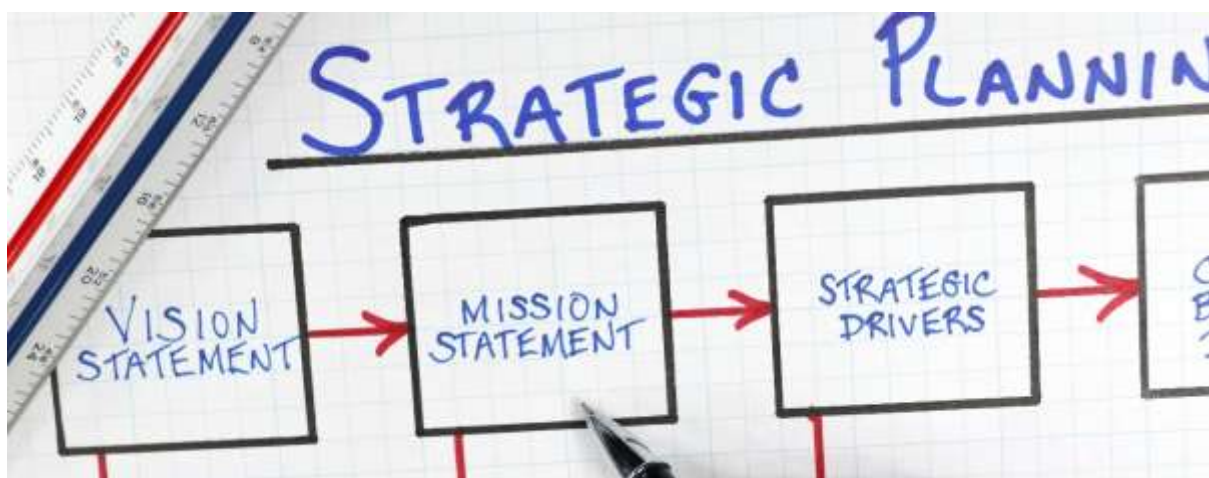 STRATEGIC PLANNIN
VISION
STATEMENT
MISSION
STATEMENT
STRATEGIC
DRIVERS